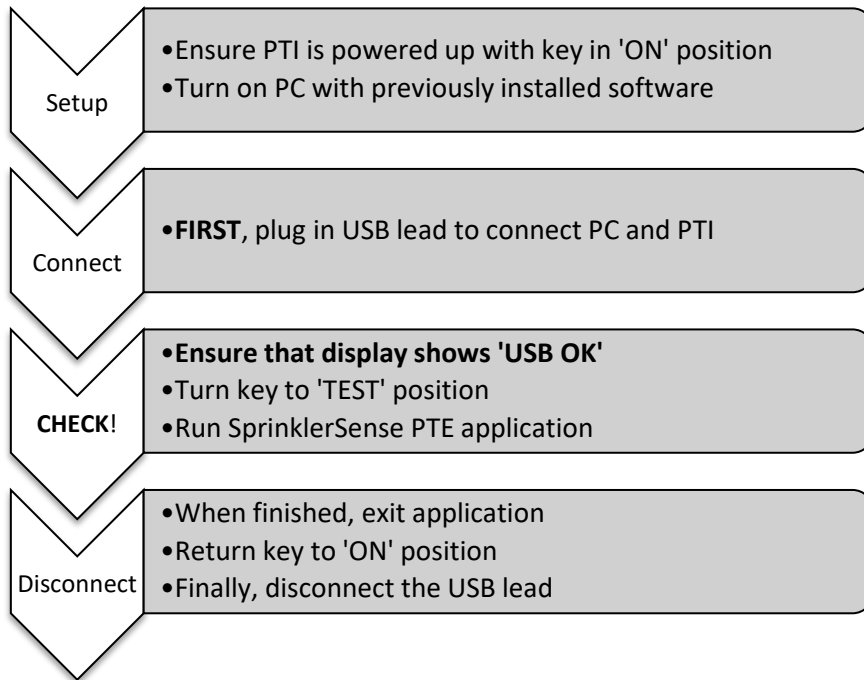 Setup
•Ensure PTI is powered up with key in 'ON' position
•Turn on PC with previously installed software
Connect
•FIRST, plug in USB lead to connect PC and PTI
CHECK!
•Ensure that display shows 'USB OK'
•Turn key to 'TEST' position
•Run SprinklerSense PTE application
Disconnect
•When finished, exit application
•Return key to 'ON' position
•Finally, disconnect the USB lead